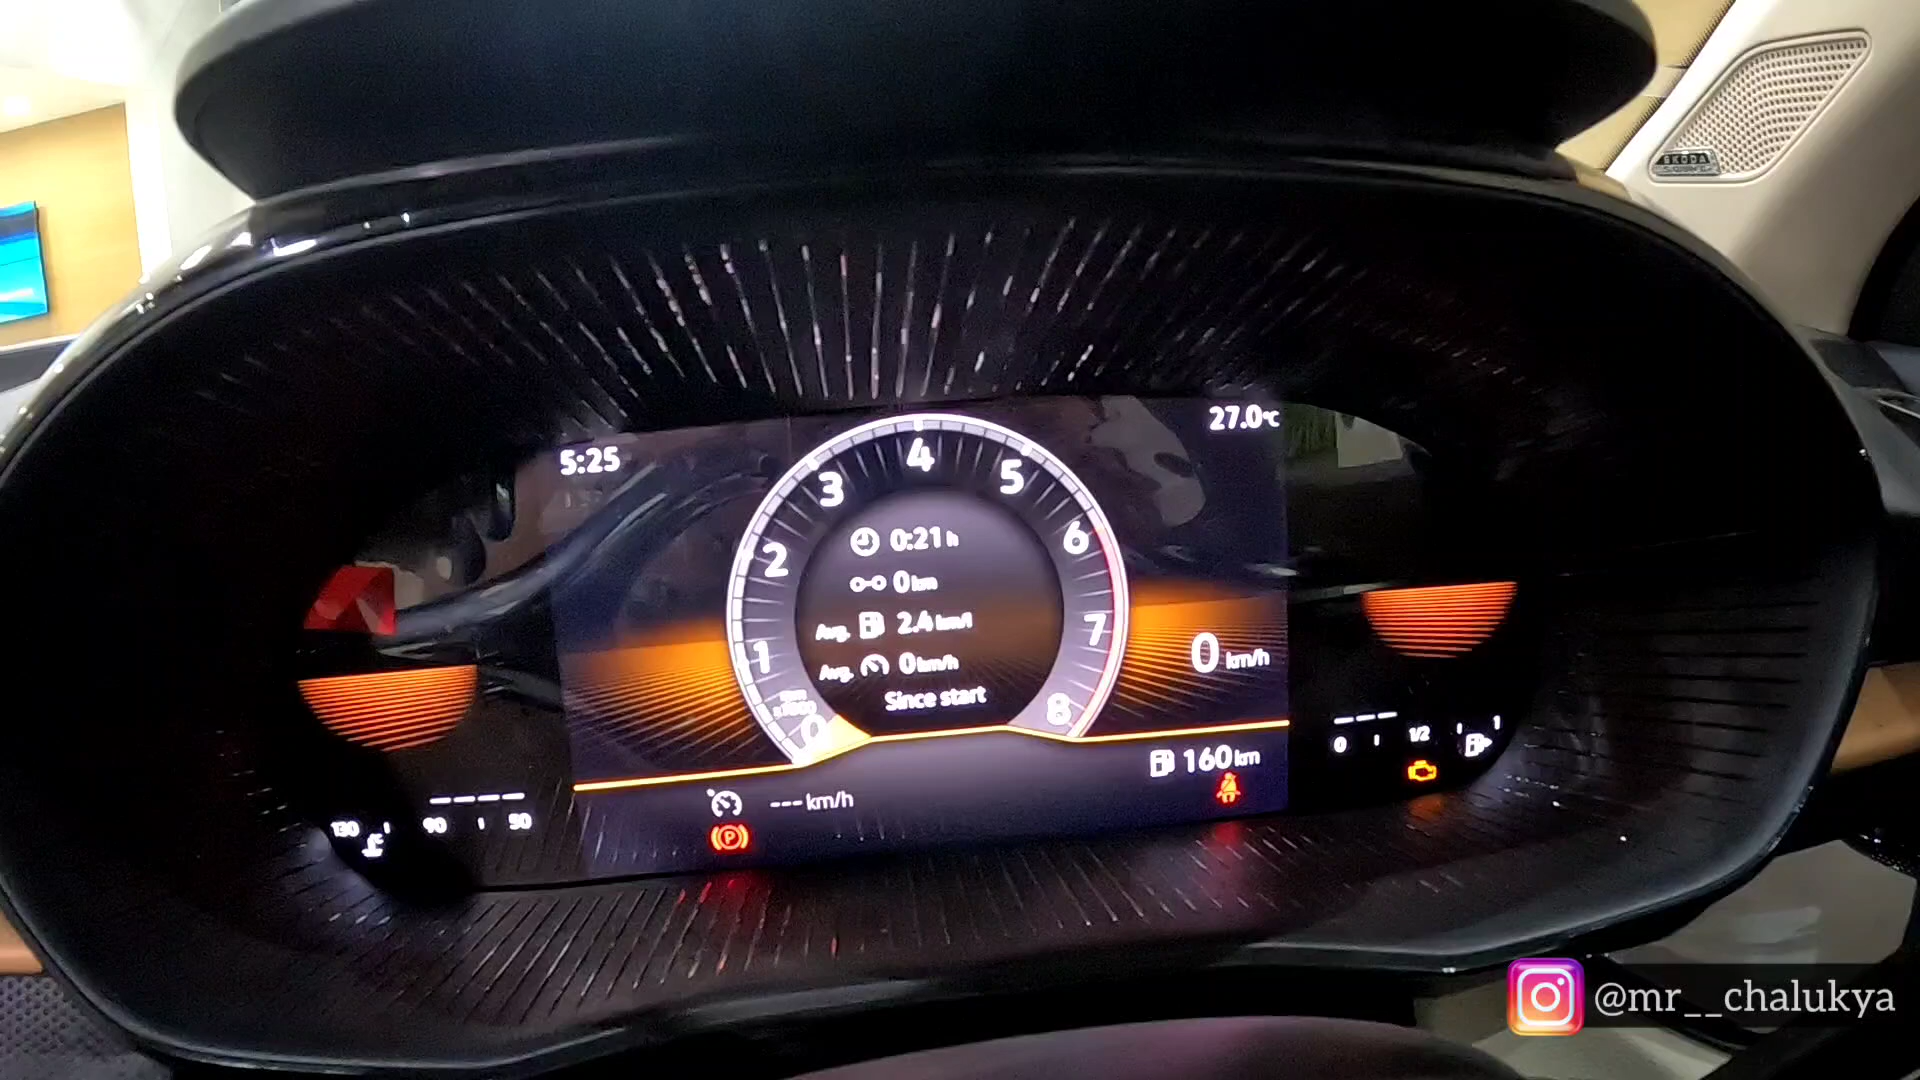 SKODA
27.0°C
5:25
4
3
5
2
6
1
7
0
8
0:21 h
0 km
Avg. 2.4 km/l
Avg. 0 km/h
Since start
0 km/h
160 km
--- km/h
P
130 90 50
0 1/2 1
@mr__chalukya